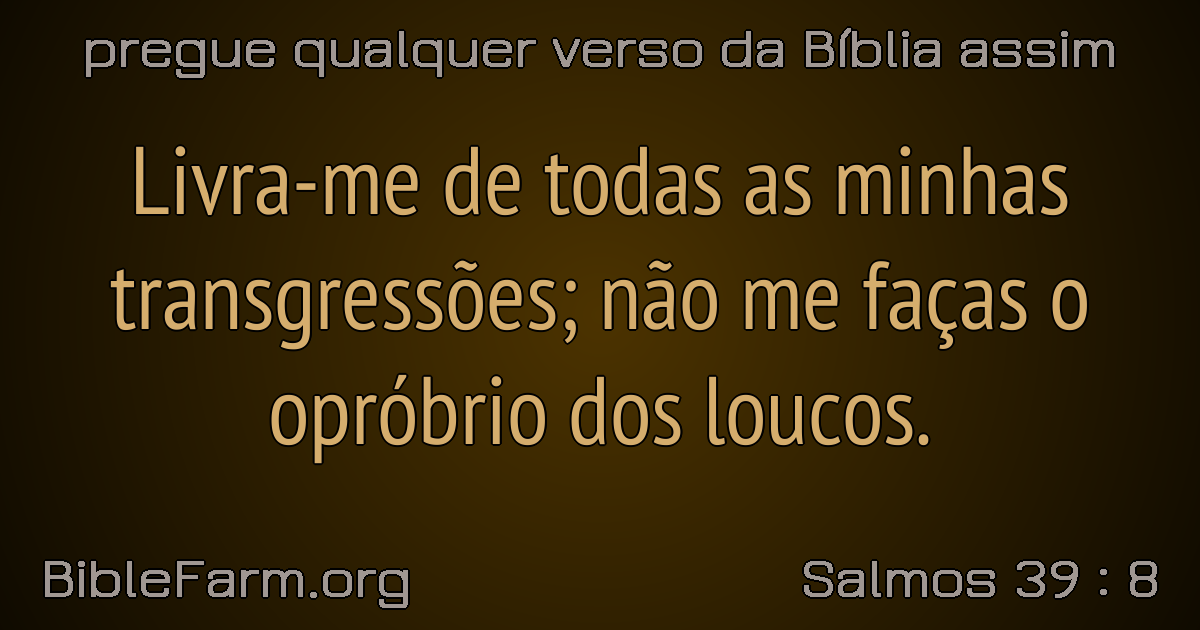 pregue qualquer verso da Bíblia assim
Livra-me de todas as minhas
transgressões; não me faças o
opróbrio dos loucos.
BibleFarm.org
Salmos 39 : 8